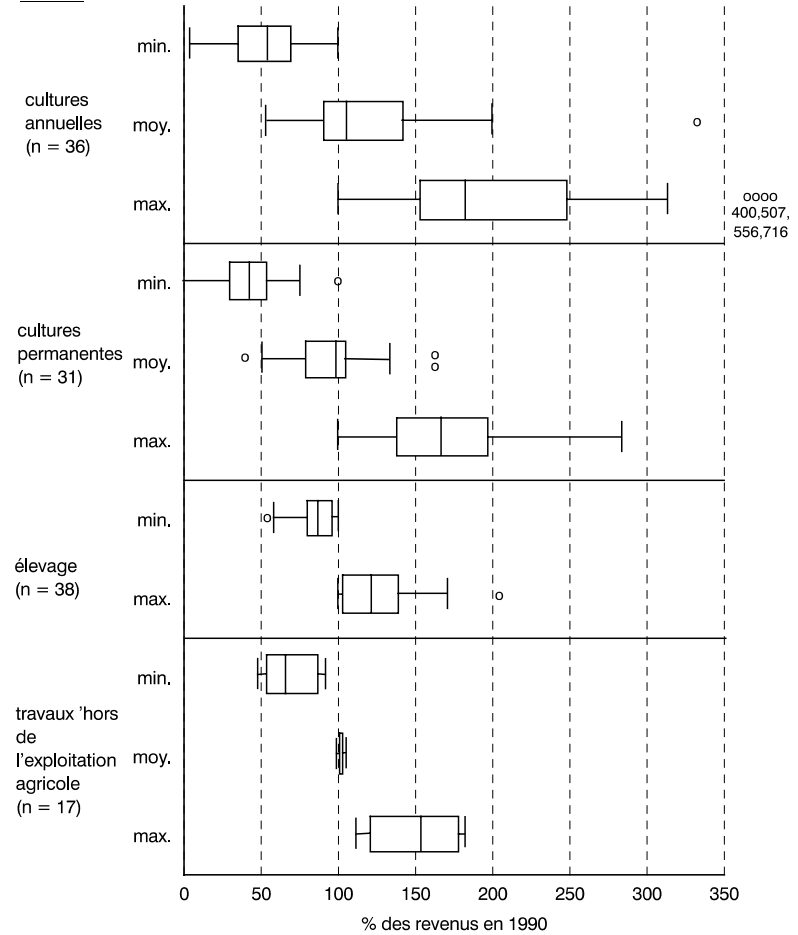 min.
cultures
annuelles
(n = 36)
moy.
max.
oooo
400,507,
556,716
min.
cultures
permanentes
(n = 31)
moy.
max.
min.
élevage
(n = 38)
max.
min.
travaux 'hors
de
l'exploitation
agricole
(n = 17)
moy.
max.
0 50 100 150 200 250 300 350
% des revenus en 1990